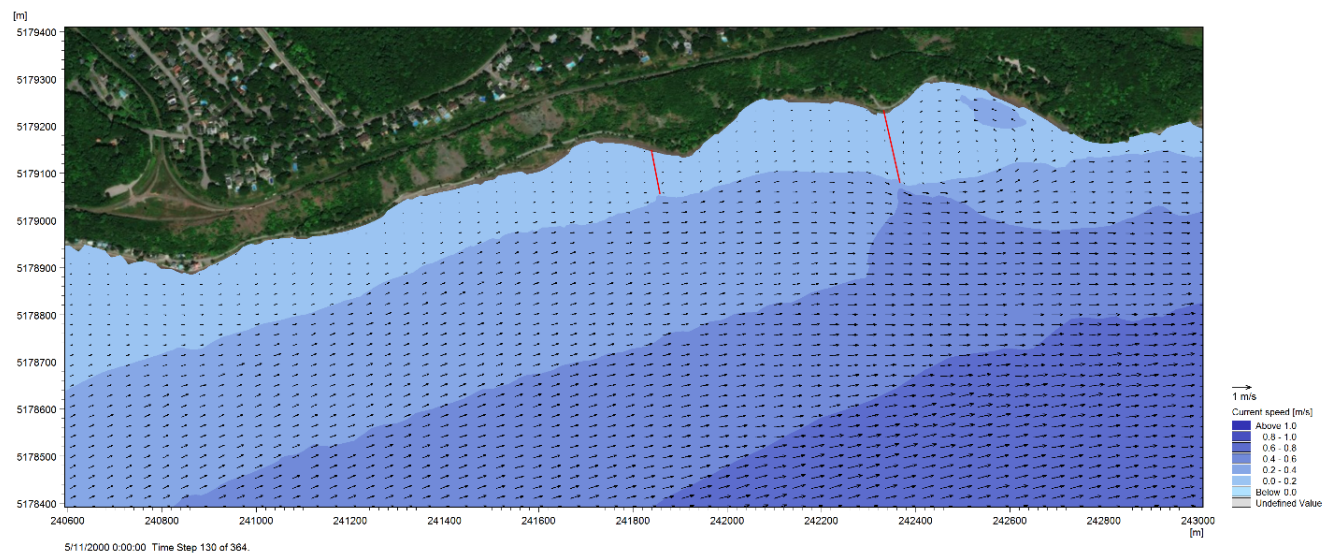 [m]
5179400
5179300
5179200
5179100
5179000
5178900
5178800
5178700
5178600
5178500
5178400
240600 240800 241000 241200 241400 241600 241800 242000 242200 242400 242600 242800 243000
[m]
5/11/2000 0:00:00 Time Step 130 of 364.
1 m/s
Current speed [m/s]
Above 1.0
0.8 - 1.0
0.6 - 0.8
0.4 - 0.6
0.2 - 0.4
0.0 - 0.2
Below 0.0
Undefined Value